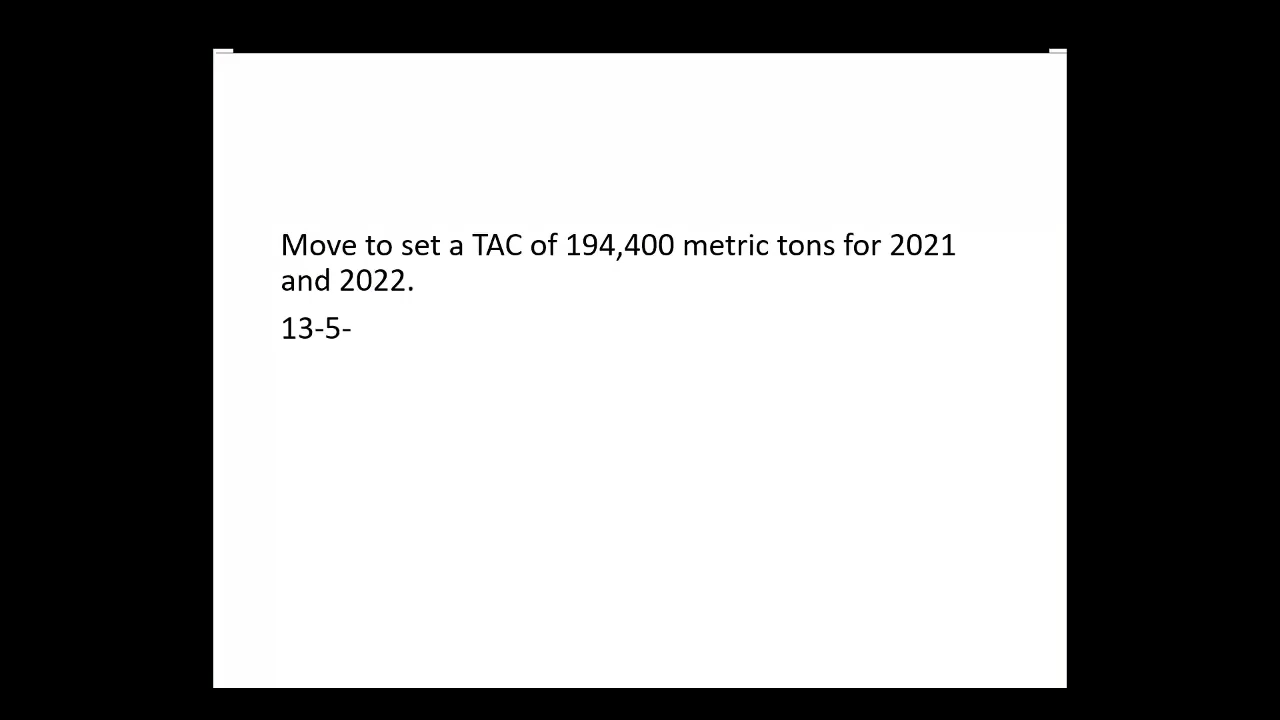 Move to set a TAC of 194,400 metric tons for 2021
and 2022.
13-5-